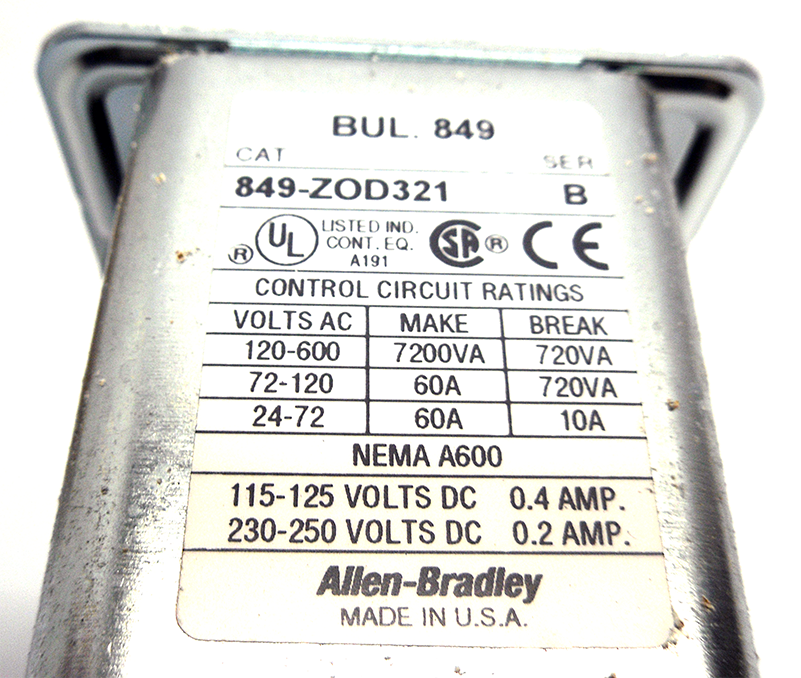 BUL. 849
CAT SER
849-ZOD321 B
® UL LISTED IND. CONT. EQ. A191 SA ® CE
CONTROL CIRCUIT RATINGS
VOLTS AC MAKE BREAK
120-600 7200VA 720VA
72-120 60A 720VA
24-72 60A 10A
NEMA A600
115-125 VOLTS DC 0.4 AMP.
230-250 VOLTS DC 0.2 AMP.
Allen-Bradley
MADE IN U.S.A.